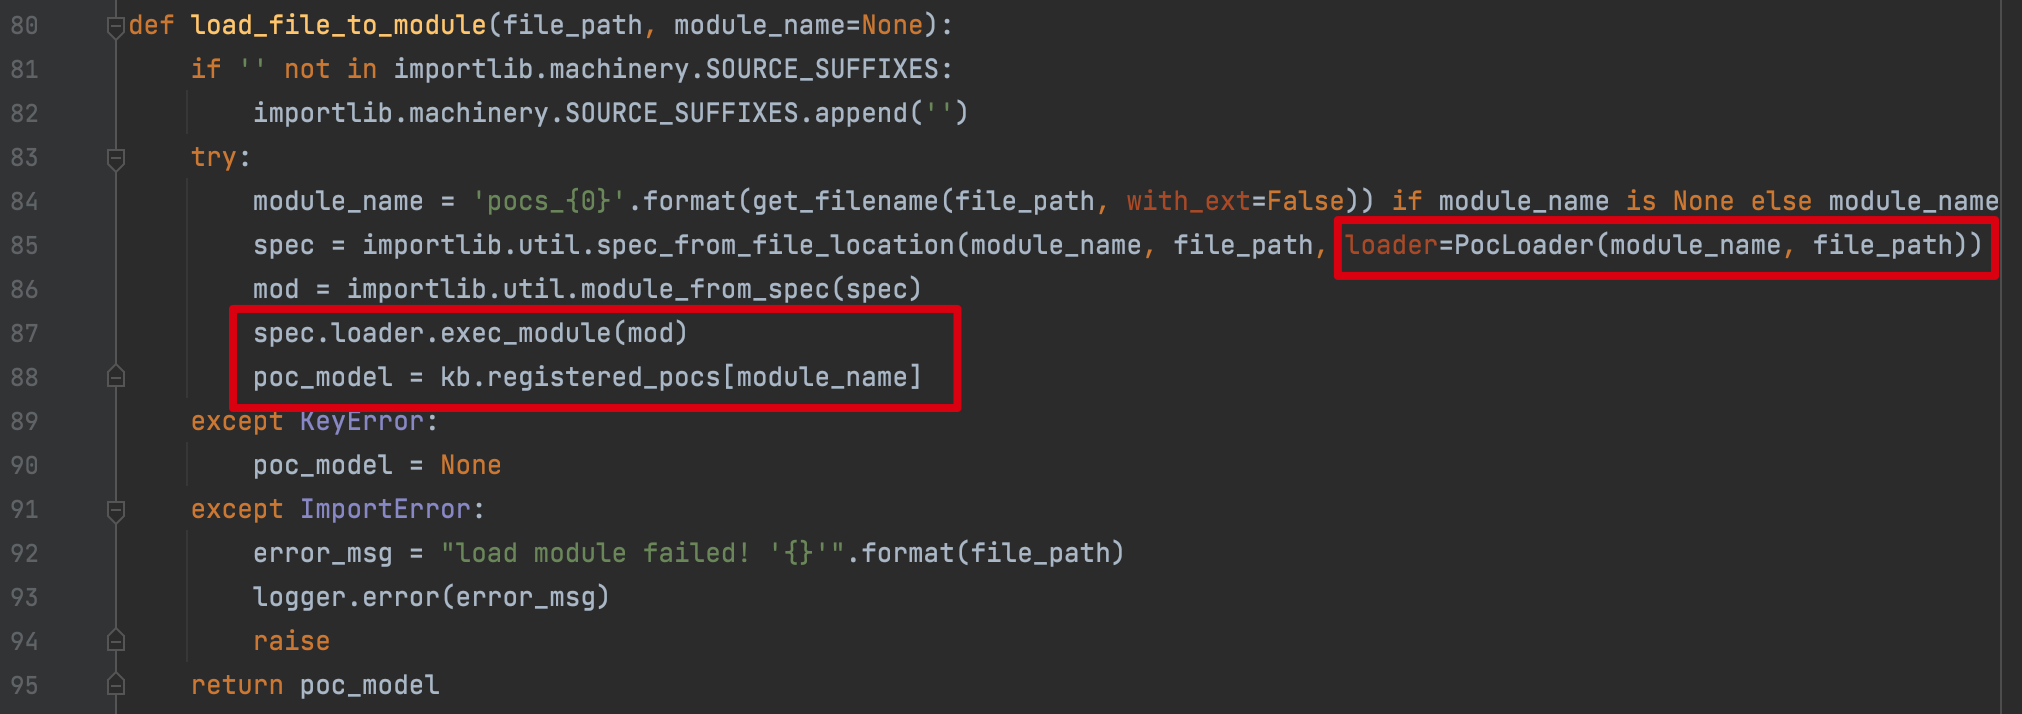 80 def load_file_to_module(file_path, module_name=None):
81 if '' not in importlib.machinery.SOURCE_SUFFIXES:
82 importlib.machinery.SOURCE_SUFFIXES.append('')
83 try:
84 module_name = 'pocs_{0}'.format(get_filename(file_path, with_ext=False)) if module_name is None else module_name
85 spec = importlib.util.spec_from_file_location(module_name, file_path, loader=PocLoader(module_name, file_path))
86 mod = importlib.util.module_from_spec(spec)
87 spec.loader.exec_module(mod)
88 poc_model = kb.registered_pocs[module_name]
89 except KeyError:
90 poc_model = None
91 except ImportError:
92 error_msg = "load module failed! '{}'".format(file_path)
93 logger.error(error_msg)
94 raise
95 return poc_model